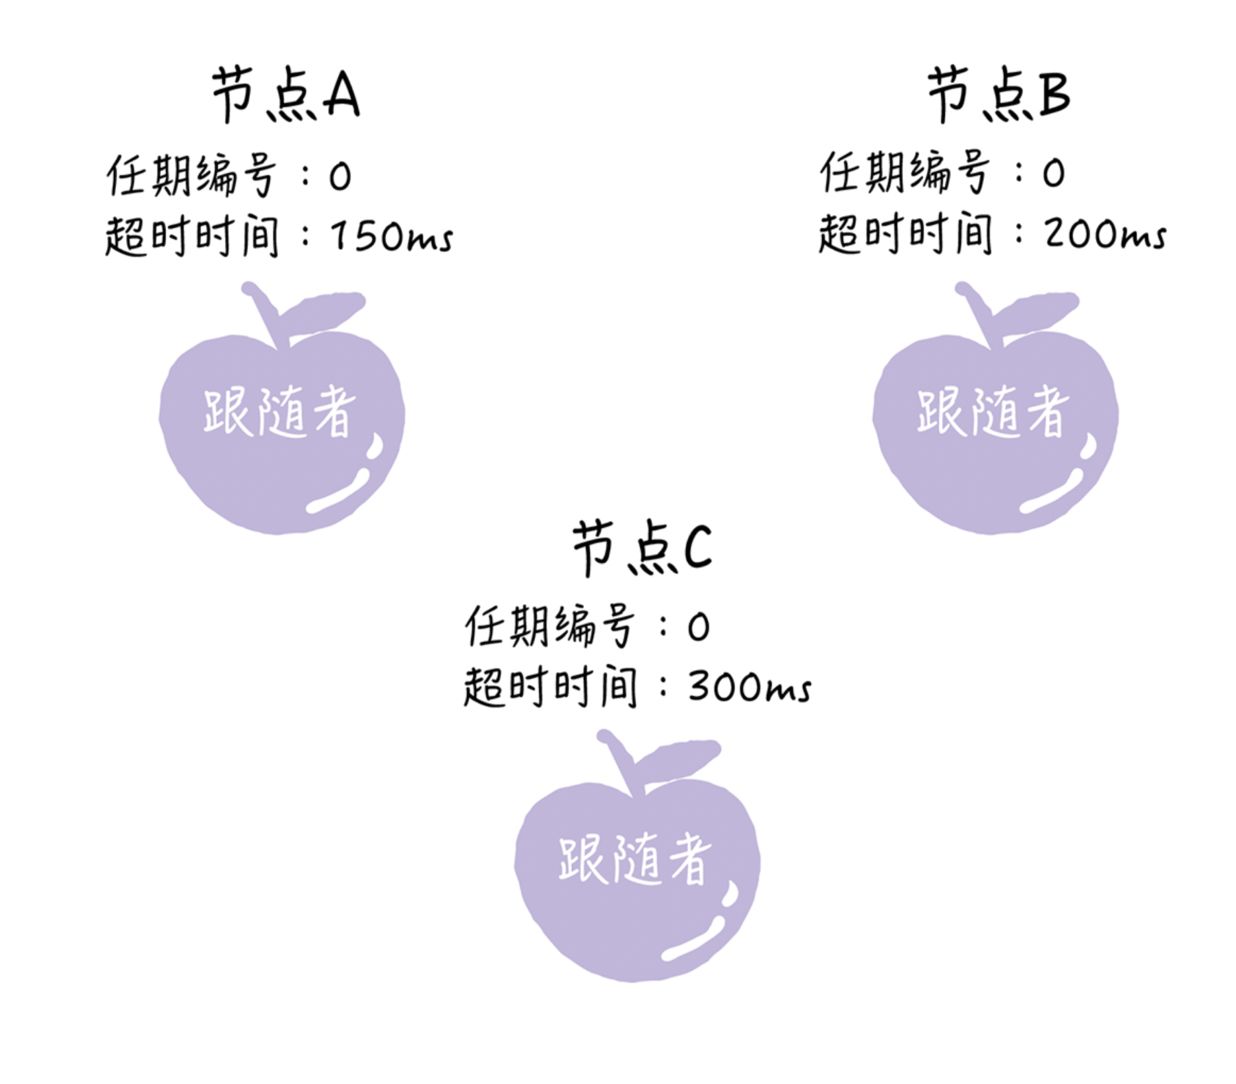 节点A
任期编号：0
超时时间：150ms
跟随者
节点B
任期编号：0
超时时间：200ms
跟随者
节点C
任期编号：0
超时时间：300ms
跟随者